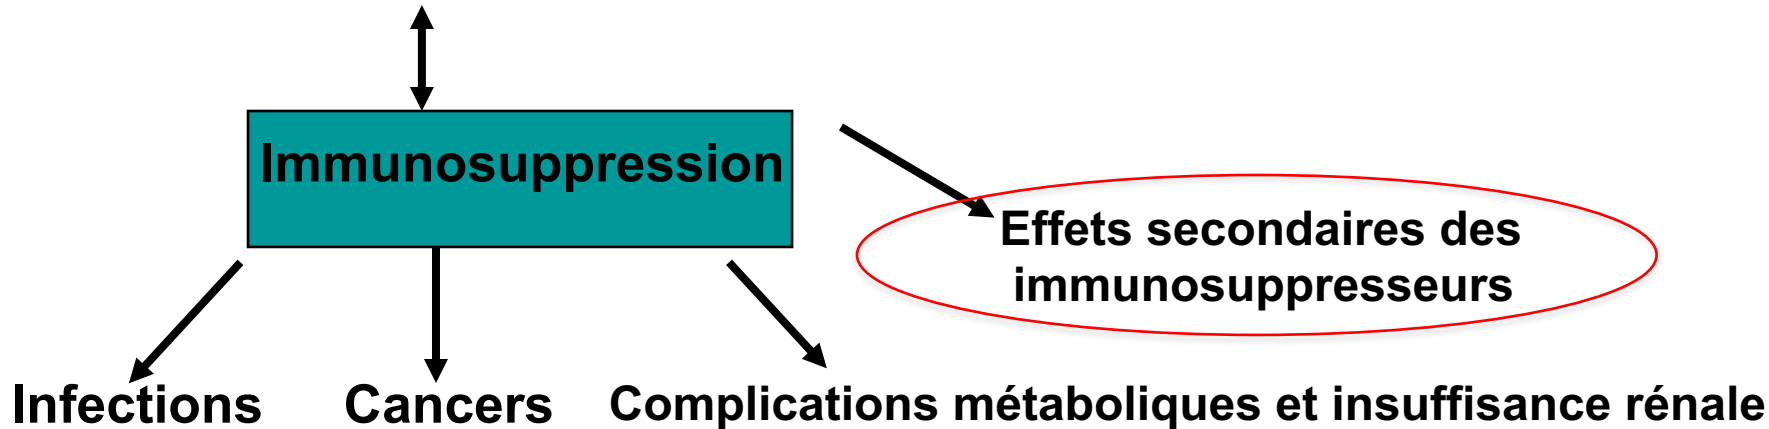 Immunosuppression
Effets secondaires des
immunosuppresseurs
Infections
Cancers
Complications métaboliques et insuffisance rénale